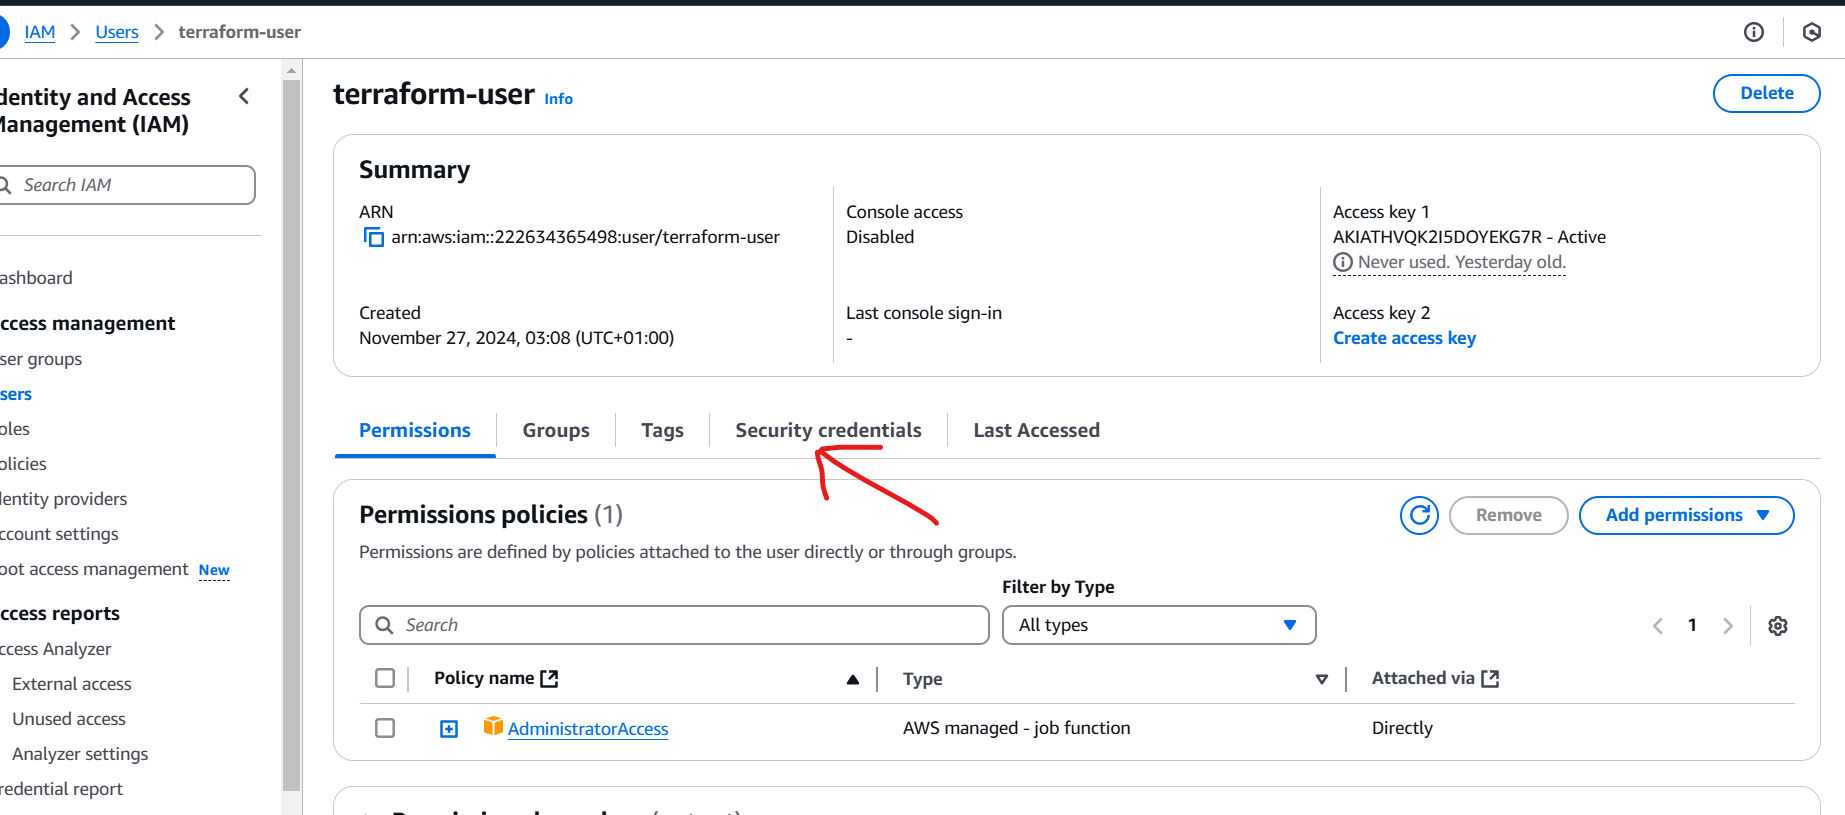 IAM > Users > terraform-user
dentity and Access
Management (IAM)
Search IAM
ashboard
ccess management
ser groups
sers
oles
olicies
dentity providers
ccount settings
oot access management New
ccess reports
ccess Analyzer
External access
Unused access
Analyzer settings
redential report
terraform-user Info
Delete
Summary
ARN
arn:aws:iam::222634365498:user/terraform-user
Created
November 27, 2024, 03:08 (UTC+01:00)
Console access
Disabled
Last console sign-in
-
Access key 1
AKIATHVQK2I5DOYEKG7R - Active
Never used. Yesterday old.
Access key 2
Create access key
Permissions Groups Tags Security credentials Last Accessed
Permissions policies (1)
Remove Add permissions
Permissions are defined by policies attached to the user directly or through groups.
Filter by Type
Search All types 1
Policy name Type Attached via
AdministratorAccess AWS managed - job function Directly